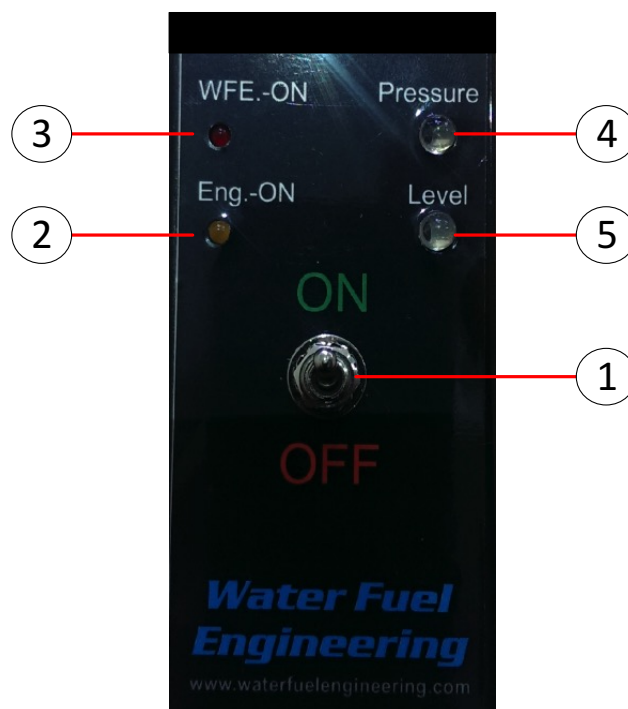 WFE.-ON Pressure
3 4
Eng.-ON Level
2 5
ON
1
OFF
Water Fuel
Engineering
www.waterfuelengineering.com